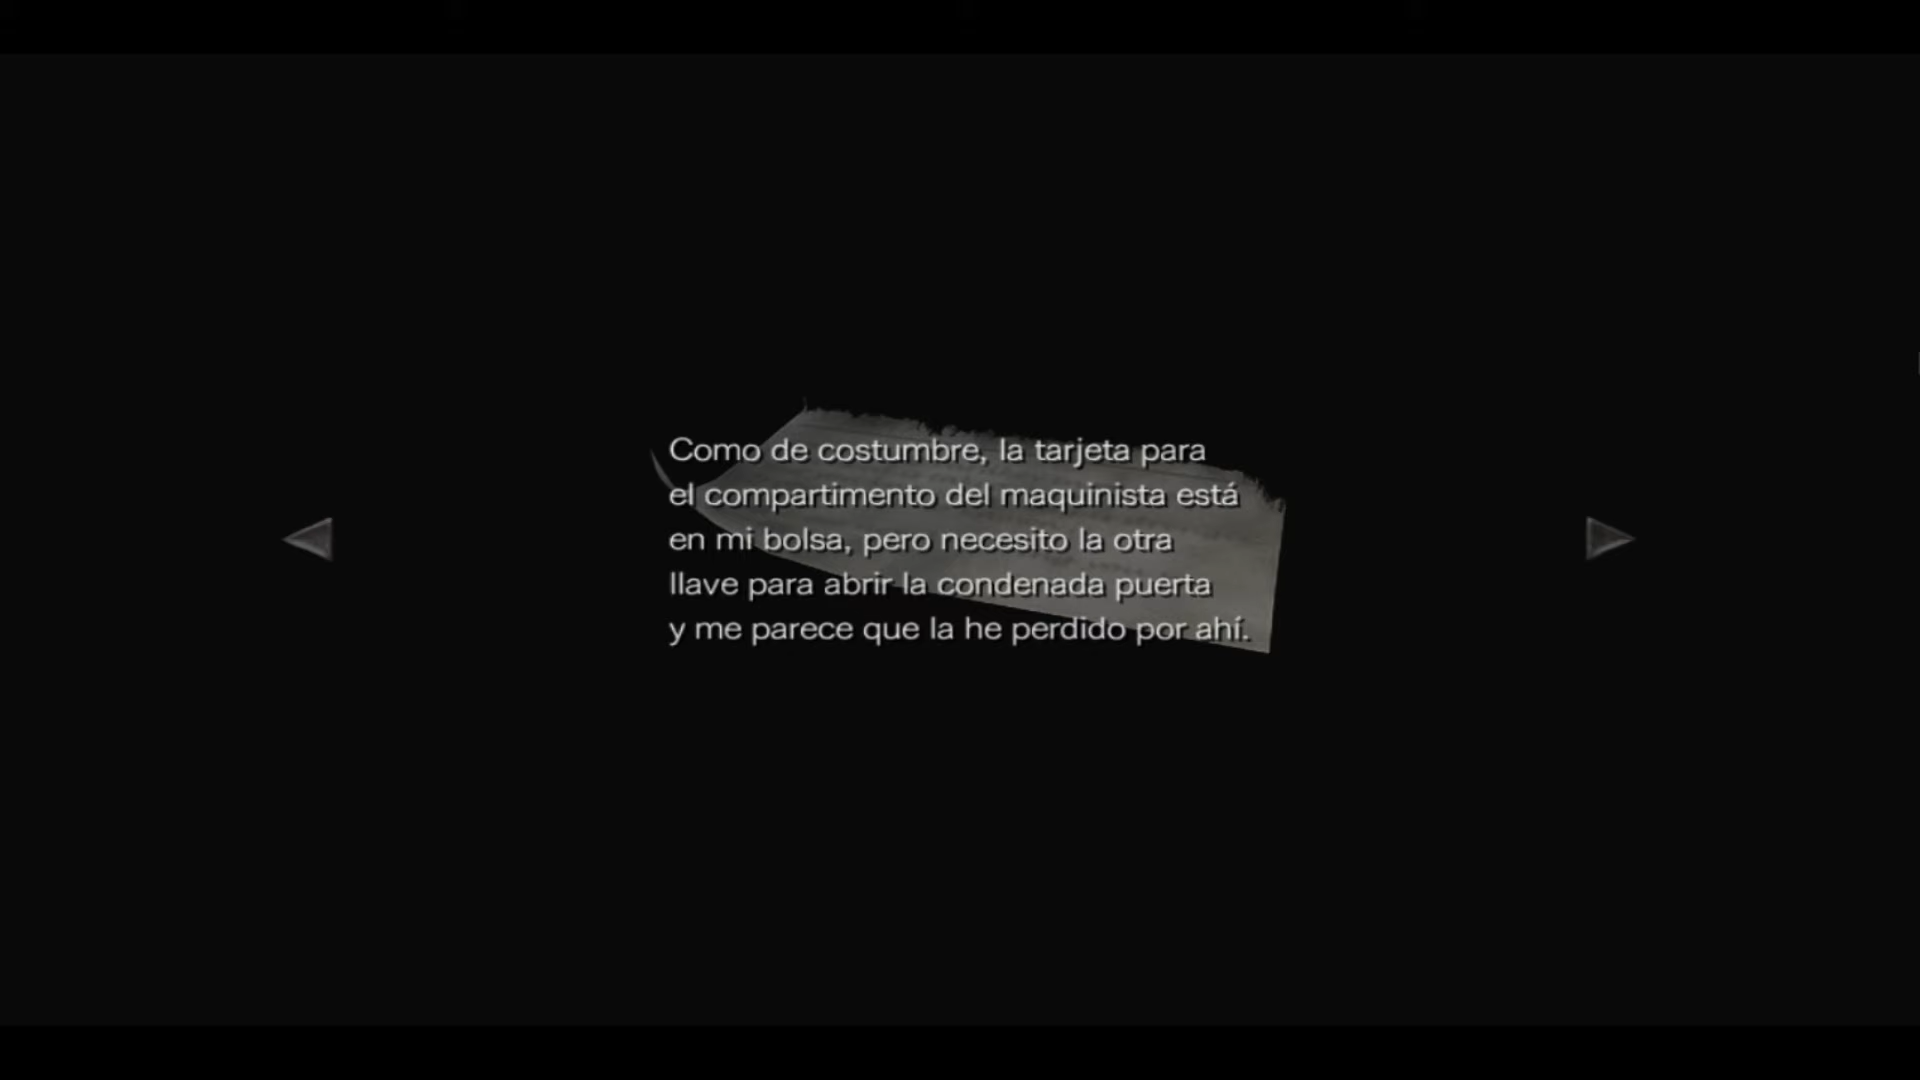 Como de costumbre, la tarjeta para
el compartimento del maquinista está
en mi bolsa, pero necesito la otra
llave para abrir la condenada puerta
y me parece que la he perdido por ahí.